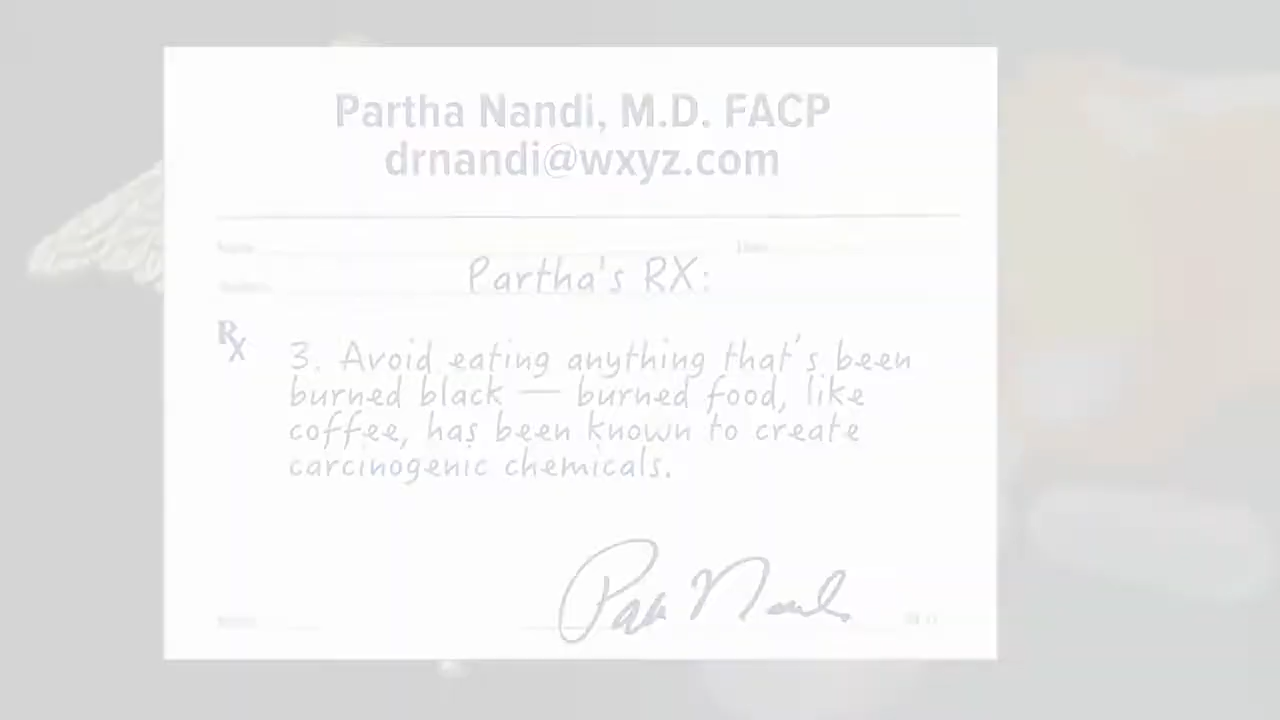 Partha Nandi, M.D. FACP
drnandi@wxyz.com
Partha's RX:
Rx
3. Avoid eating anything that's been
burned black — burned food, like
coffee, has been known to create
carcinogenic chemicals.